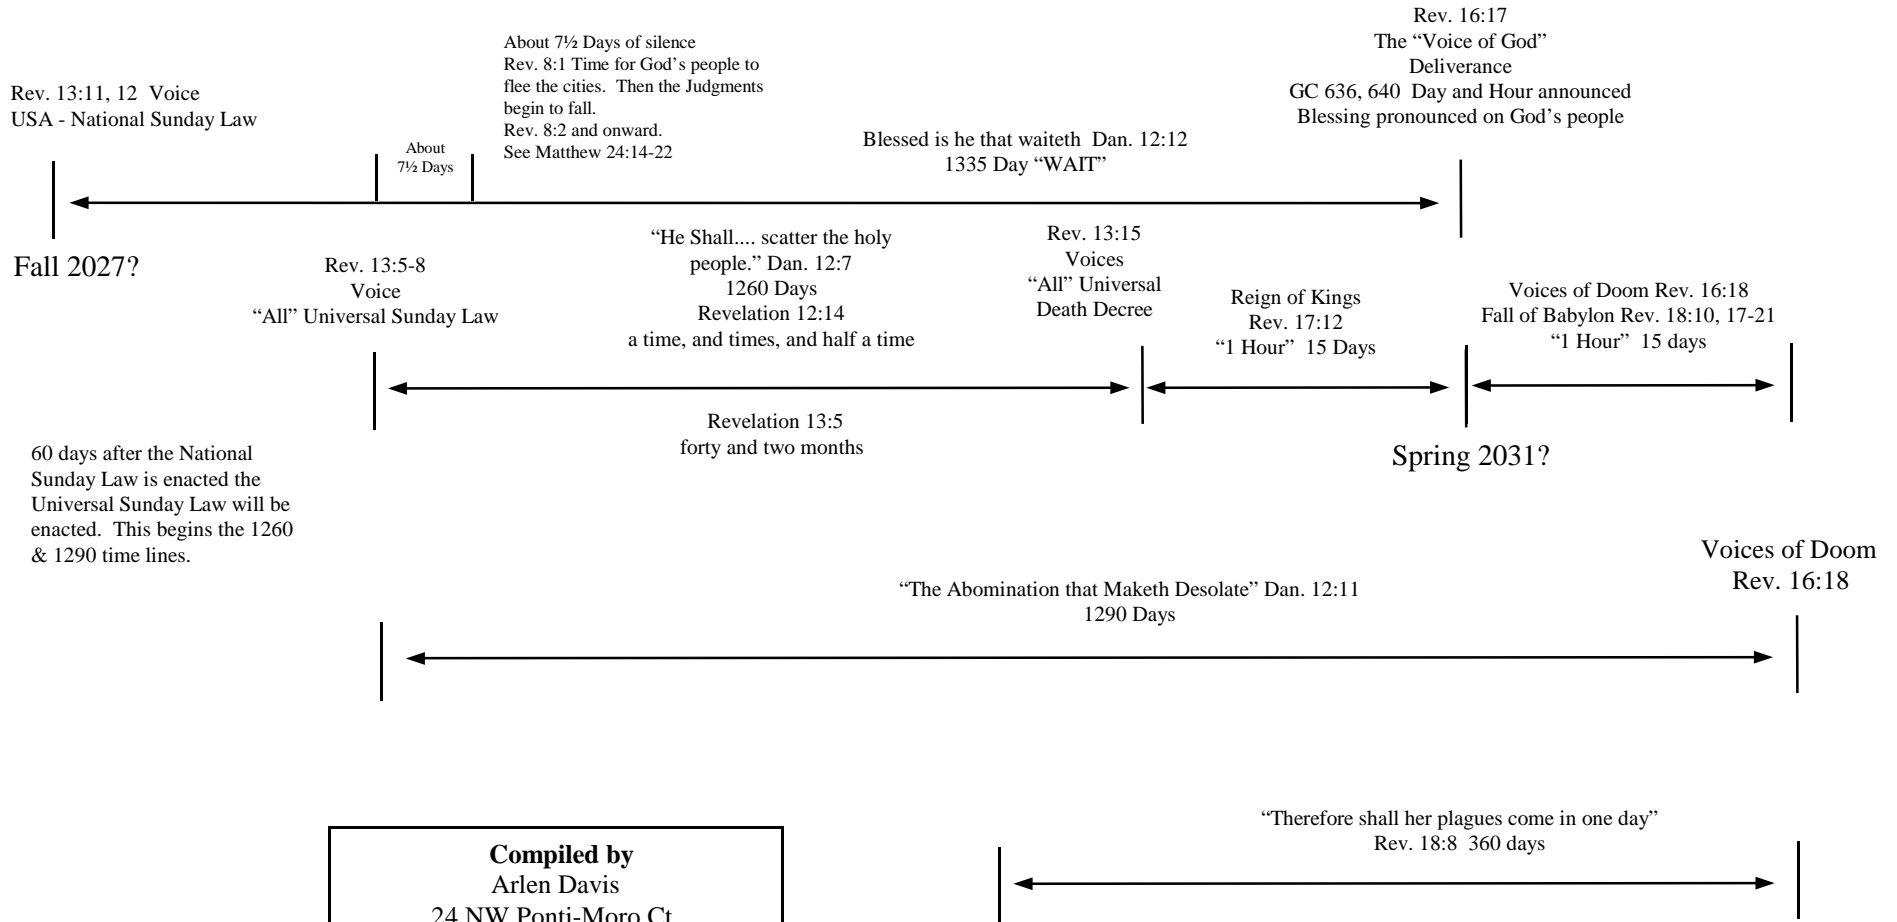 Rev. 13:11, 12  Voice
USA - National Sunday Law
About
7½ Days
About 7½ Days of silence
Rev. 8:1 Time for God’s people to
flee the cities.  Then the Judgments
begin to fall.
Rev. 8:2 and onward.
See Matthew 24:14-22
Blessed is he that waiteth  Dan. 12:12
1335 Day “WAIT”
Rev. 16:17
The “Voice of God”
Deliverance
GC 636, 640  Day and Hour announced
Blessing pronounced on God’s people
Fall 2027?
Rev. 13:5-8
Voice
“All” Universal Sunday Law
“He Shall.... scatter the holy
people.” Dan. 12:7
1260 Days
Revelation 12:14
a time, and times, and half a time
Rev. 13:15
Voices
“All” Universal
Death Decree
Reign of Kings
Rev. 17:12
“1 Hour”  15 Days
Voices of Doom Rev. 16:18
Fall of Babylon Rev. 18:10, 17-21
“1 Hour”  15 days
Revelation 13:5
forty and two months
Spring 2031?
60 days after the National
Sunday Law is enacted the
Universal Sunday Law will be
enacted.  This begins the 1260
& 1290 time lines.
“The Abomination that Maketh Desolate” Dan. 12:11
1290 Days
Voices of Doom
Rev. 16:18
“Therefore shall her plagues come in one day”
Rev. 18:8  360 days
Compiled by
Arlen Davis
24 NW Ponti-Moro Ct